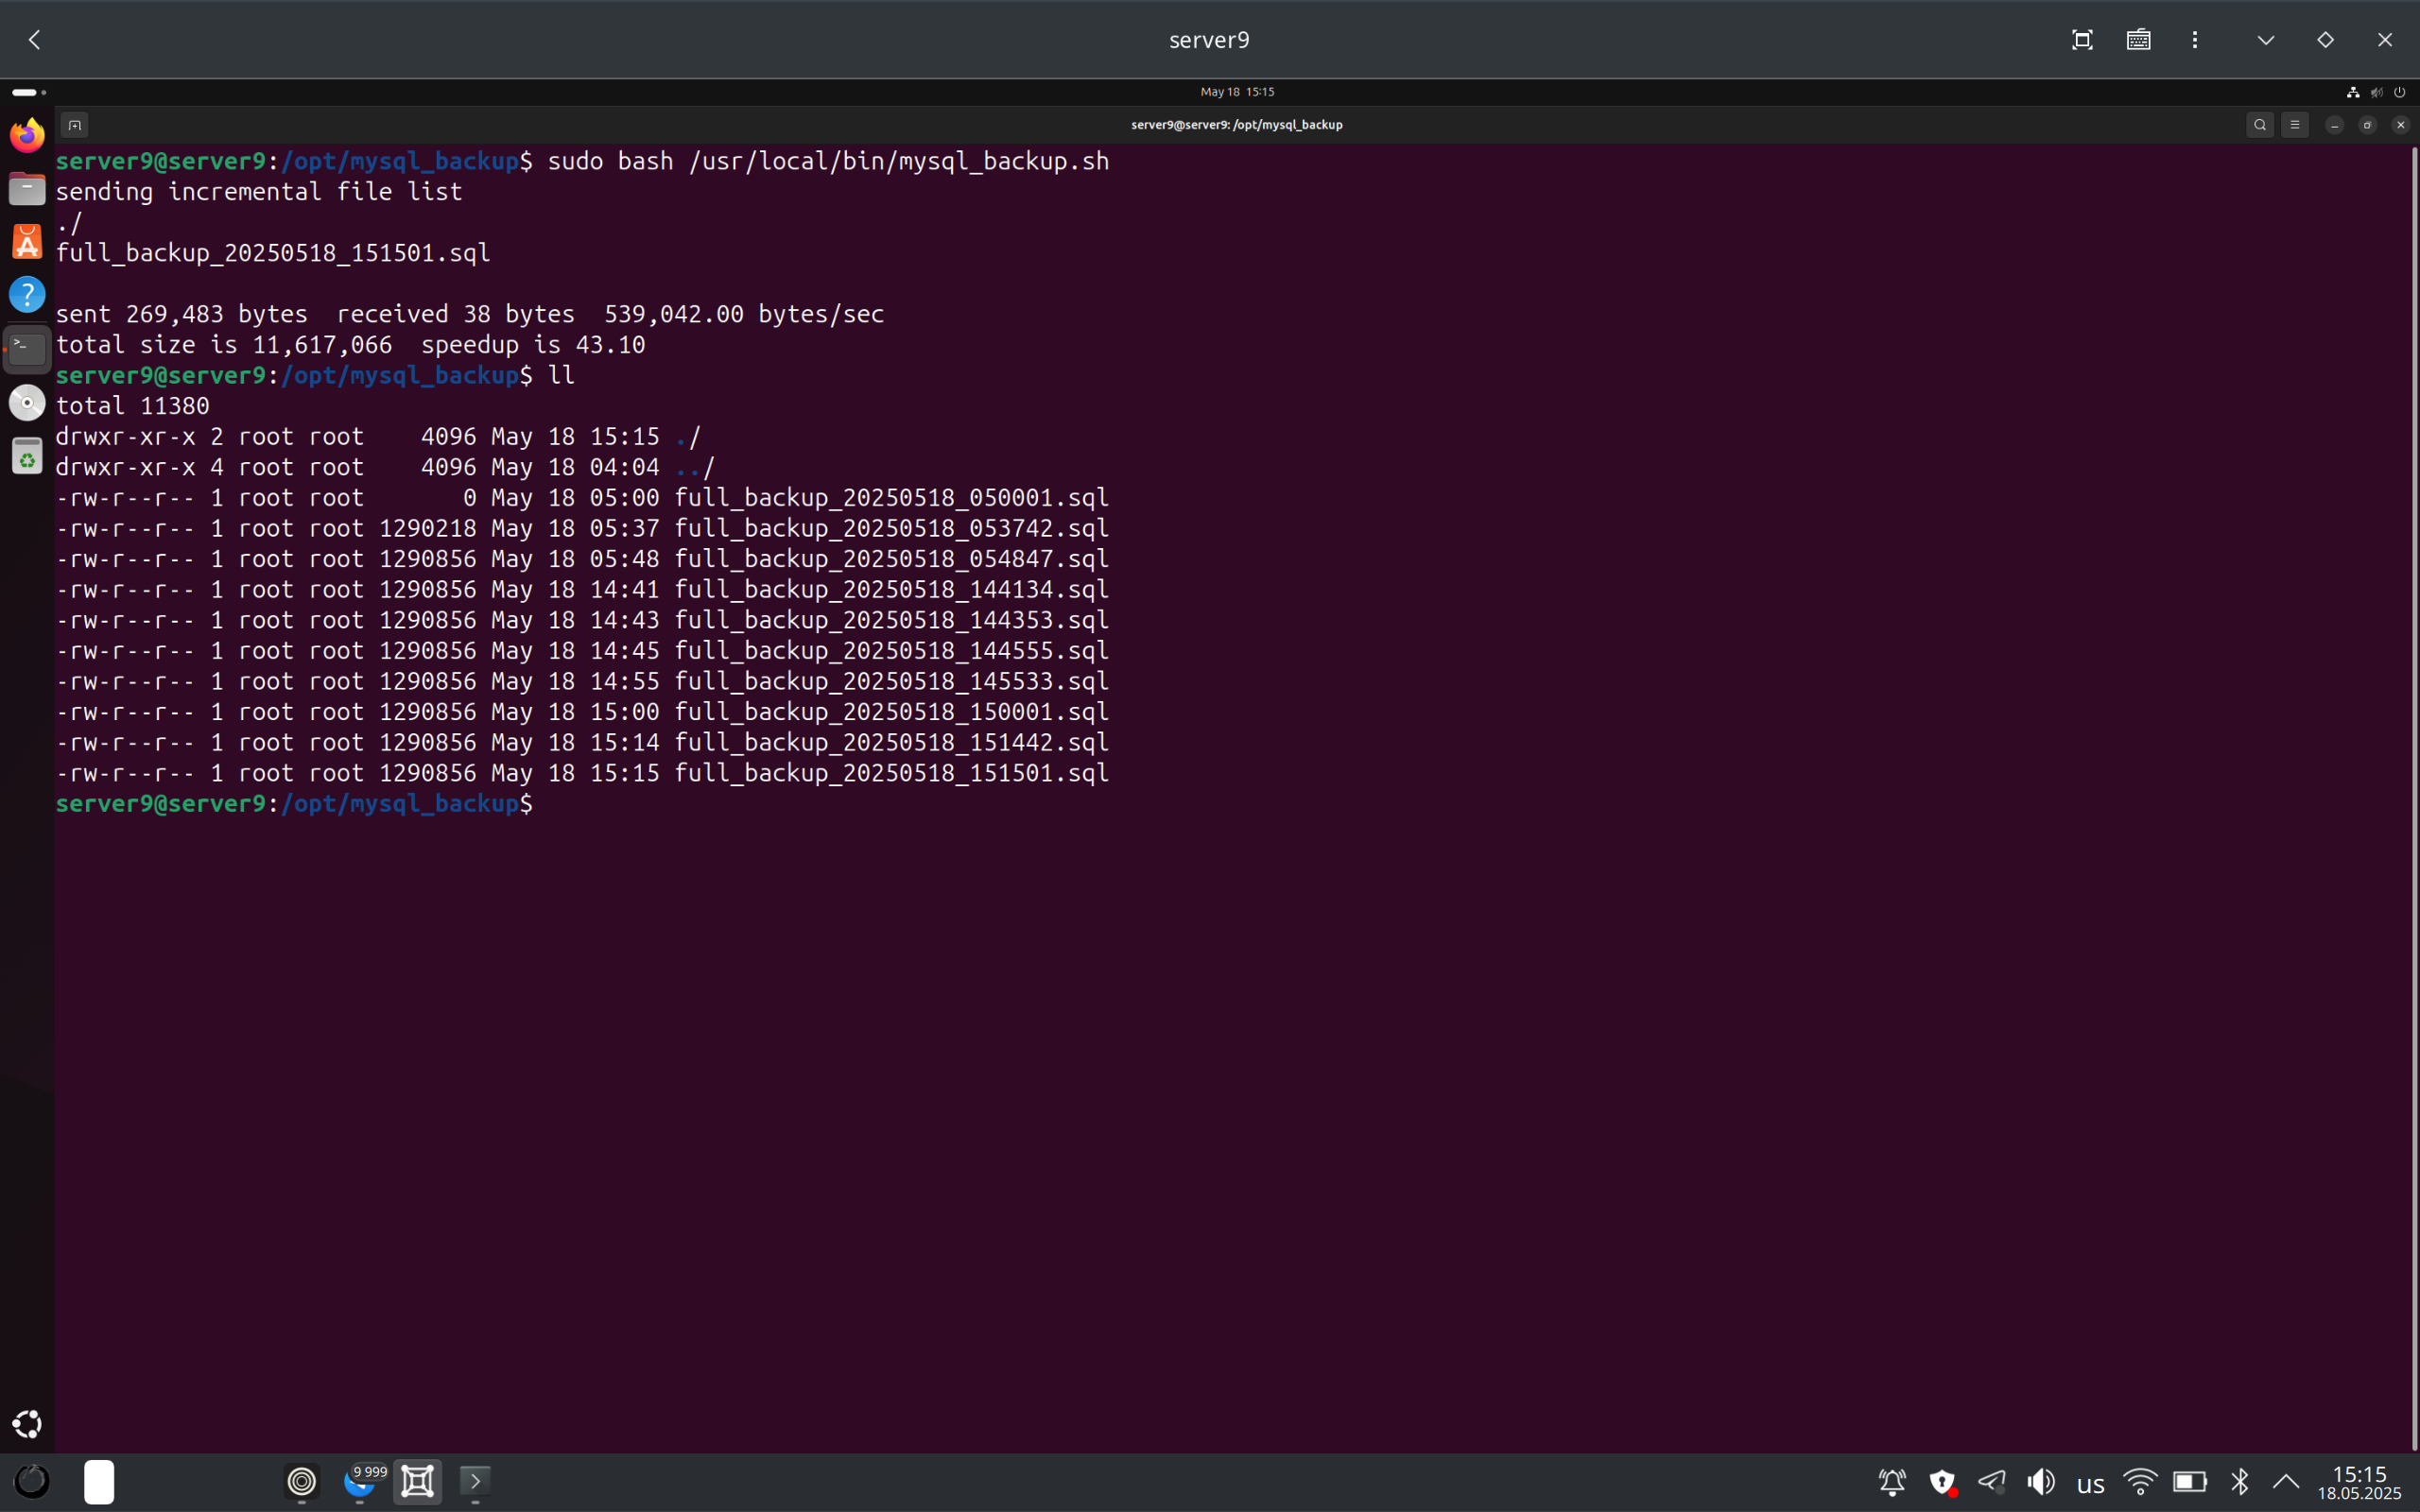 server9
May 18 15:15
server9@server9: /opt/mysql_backup
server9@server9:/opt/mysql_backup$ sudo bash /usr/local/bin/mysql_backup.sh
sending incremental file list
./
full_backup_20250518_151501.sql
sent 269,483 bytes  received 38 bytes  539,042.00 bytes/sec
total size is 11,617,066  speedup is 43.10
server9@server9:/opt/mysql_backup$ ll
total 11380
drwxr-xr-x 2 root root    4096 May 18 15:15 ./
drwxr-xr-x 4 root root    4096 May 18 04:04 ../
-rw-r--r-- 1 root root       0 May 18 05:00 full_backup_20250518_050001.sql
-rw-r--r-- 1 root root 1290218 May 18 05:37 full_backup_20250518_053742.sql
-rw-r--r-- 1 root root 1290856 May 18 05:48 full_backup_20250518_054847.sql
-rw-r--r-- 1 root root 1290856 May 18 14:41 full_backup_20250518_144134.sql
-rw-r--r-- 1 root root 1290856 May 18 14:43 full_backup_20250518_144353.sql
-rw-r--r-- 1 root root 1290856 May 18 14:45 full_backup_20250518_144555.sql
-rw-r--r-- 1 root root 1290856 May 18 14:55 full_backup_20250518_145533.sql
-rw-r--r-- 1 root root 1290856 May 18 15:00 full_backup_20250518_150001.sql
-rw-r--r-- 1 root root 1290856 May 18 15:14 full_backup_20250518_151442.sql
-rw-r--r-- 1 root root 1290856 May 18 15:15 full_backup_20250518_151501.sql
server9@server9:/opt/mysql_backup$
9 999
us
15:15
18.05.2025